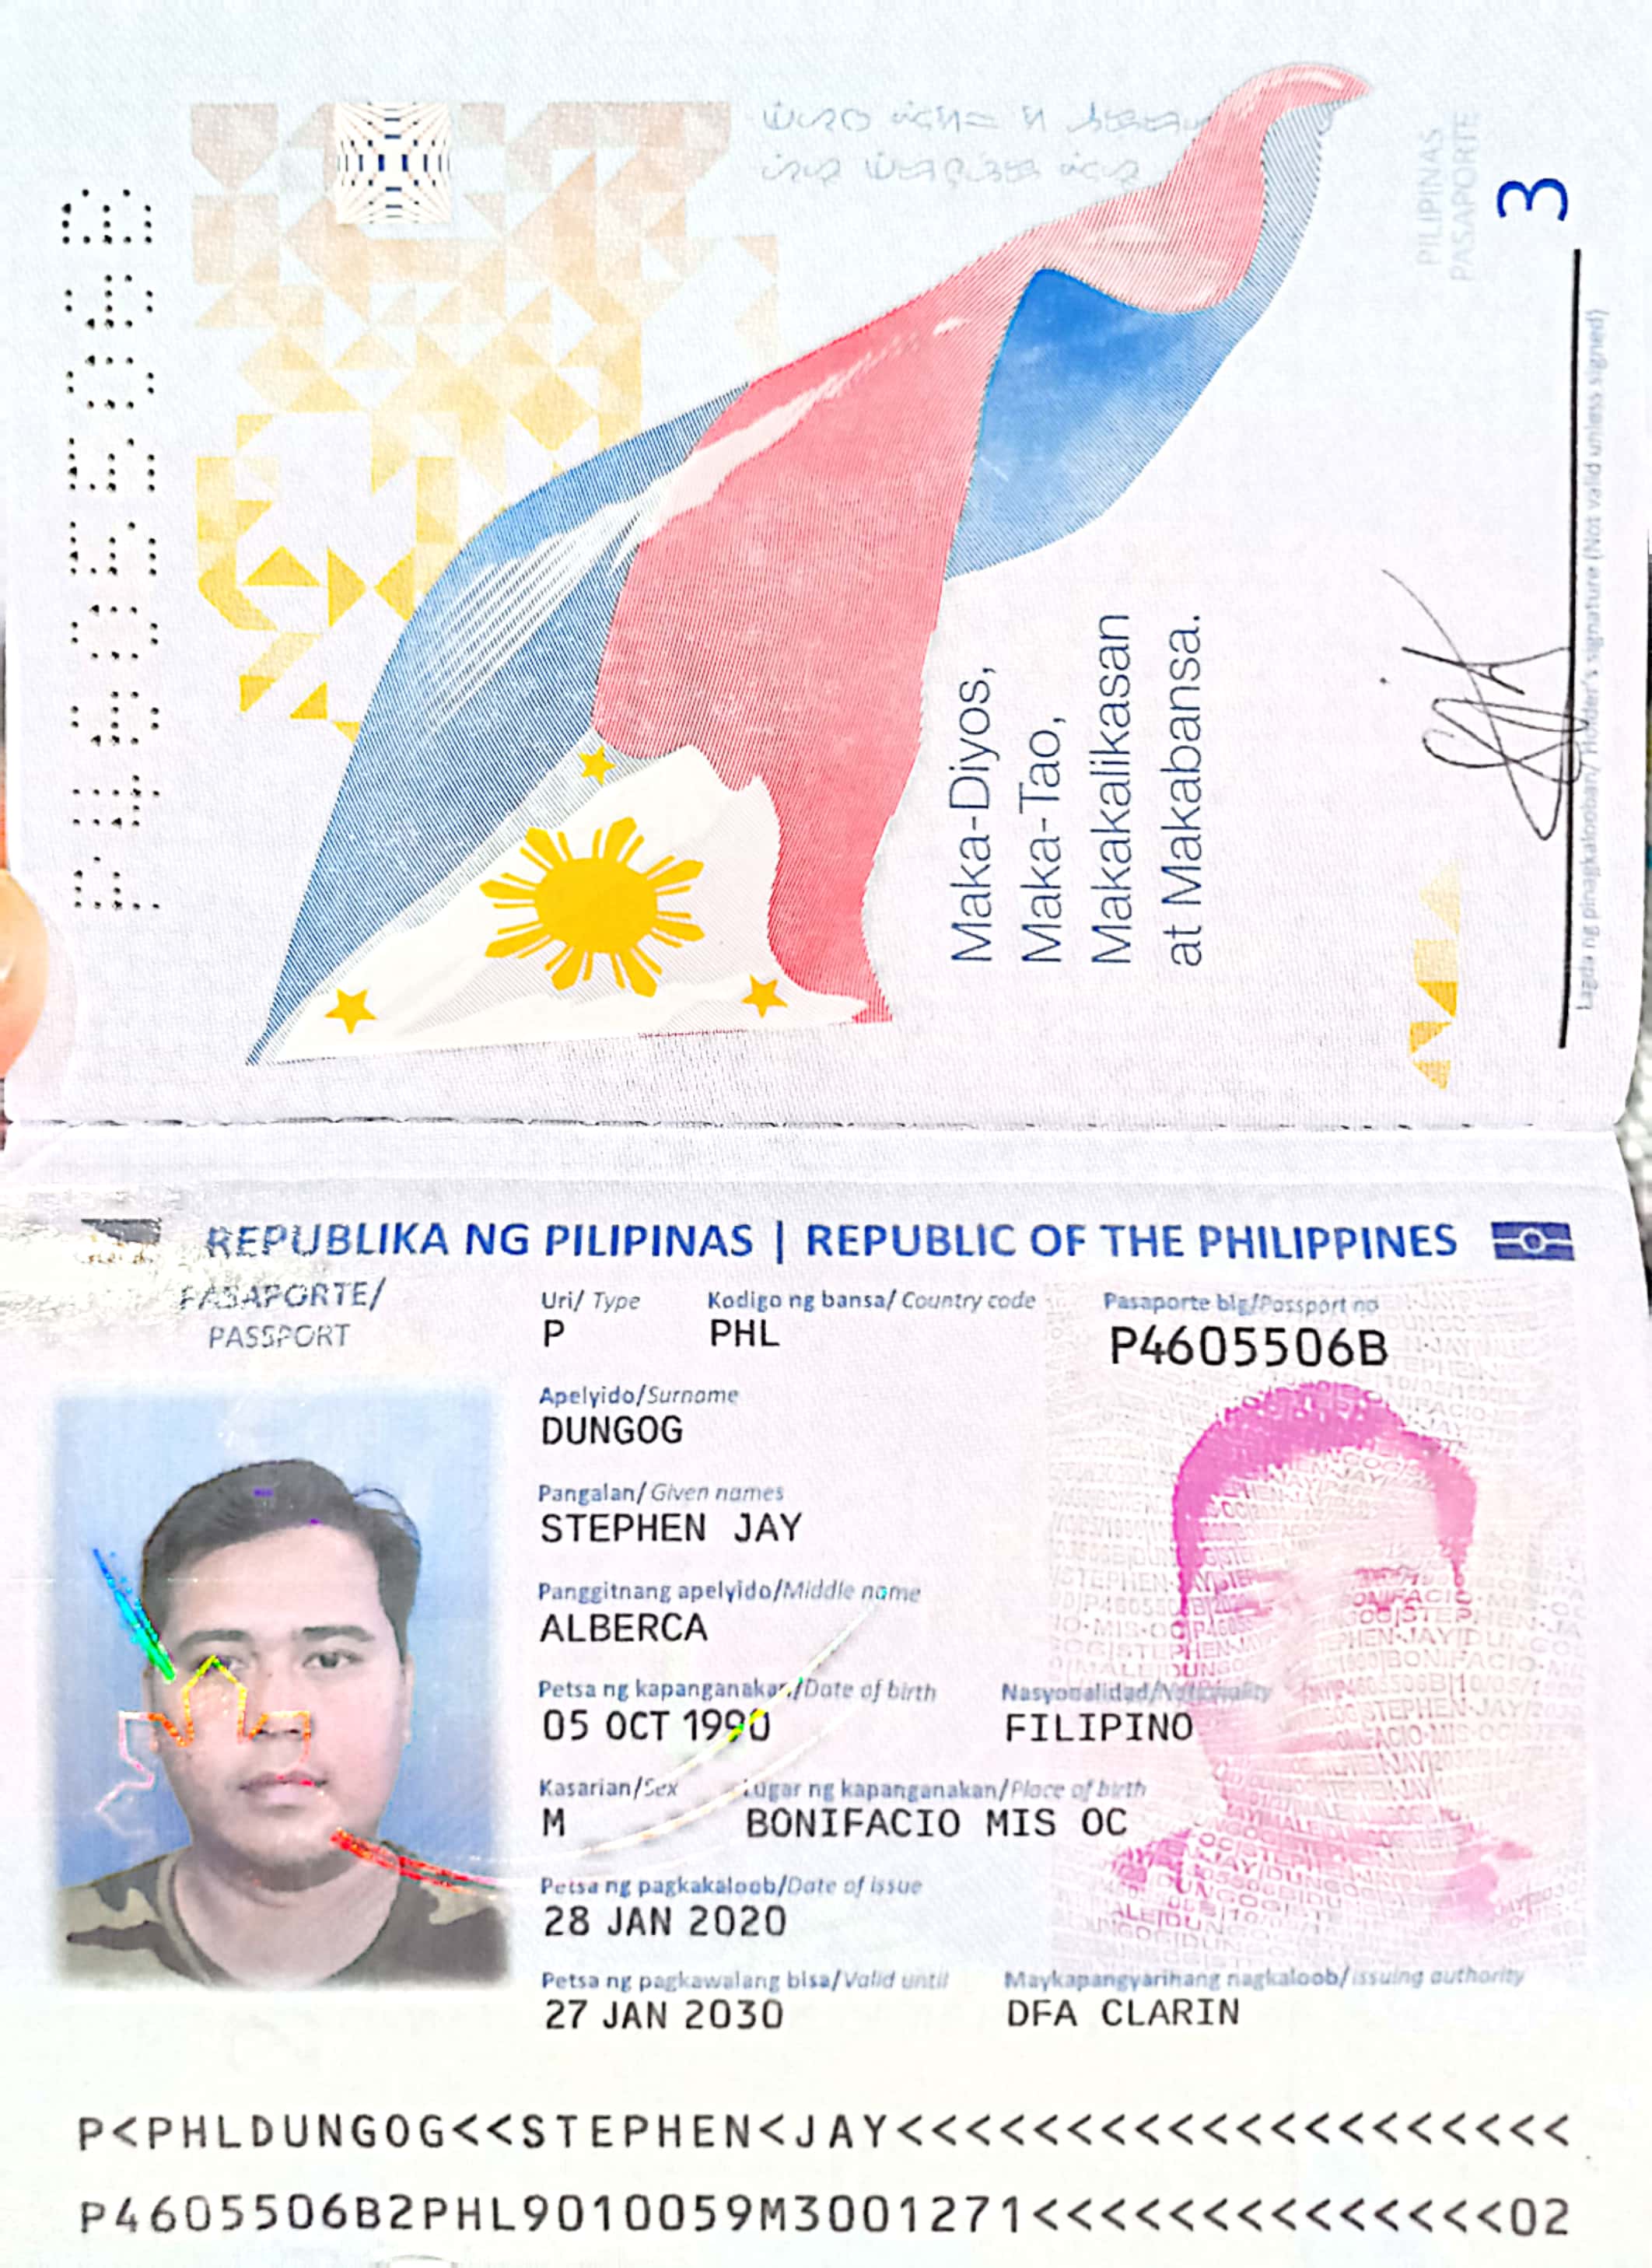 P4605506B
PILIPINAS
PASAPORTE
3
Maka-Diyos,
Maka-Tao,
Makakalikasan
at Makabansa.
Lagda ng pinagkalooban/ Holder's signature (Not valid unless signed)
REPUBLIKA NG PILIPINAS | REPUBLIC OF THE PHILIPPINES
PASAPORTE/
PASSPORT
Uri/ Type
Kodigo ng bansa/ Country code
Pasaporte blg/Passport no
P
PHL
P4605506B
Apelyido/Surname
DUNGOG
Pangalan/ Given names
STEPHEN JAY
Panggitnang apelyido/Middle name
ALBERCA
Petsa ng kapanganakan/Date of birth
Nasyonalidad/Nationality
05 OCT 1990
FILIPINO
Kasarian/Sex
Lugar ng kapanganakan/Place of birth
M
BONIFACIO MIS OC
Petsa ng pagkakaloob/Date of issue
28 JAN 2020
Petsa ng pagkawalang bisa/Valid until
Maykapangyarihang nagkaloob/Issuing authority
27 JAN 2030
DFA CLARIN
P<PHLDUNGOG<<STEPHEN<JAY<<<<<<<<<<<<<<<<<<<<
P4605506B2PHL9010059M3001271<<<<<<<<<<<<<<02